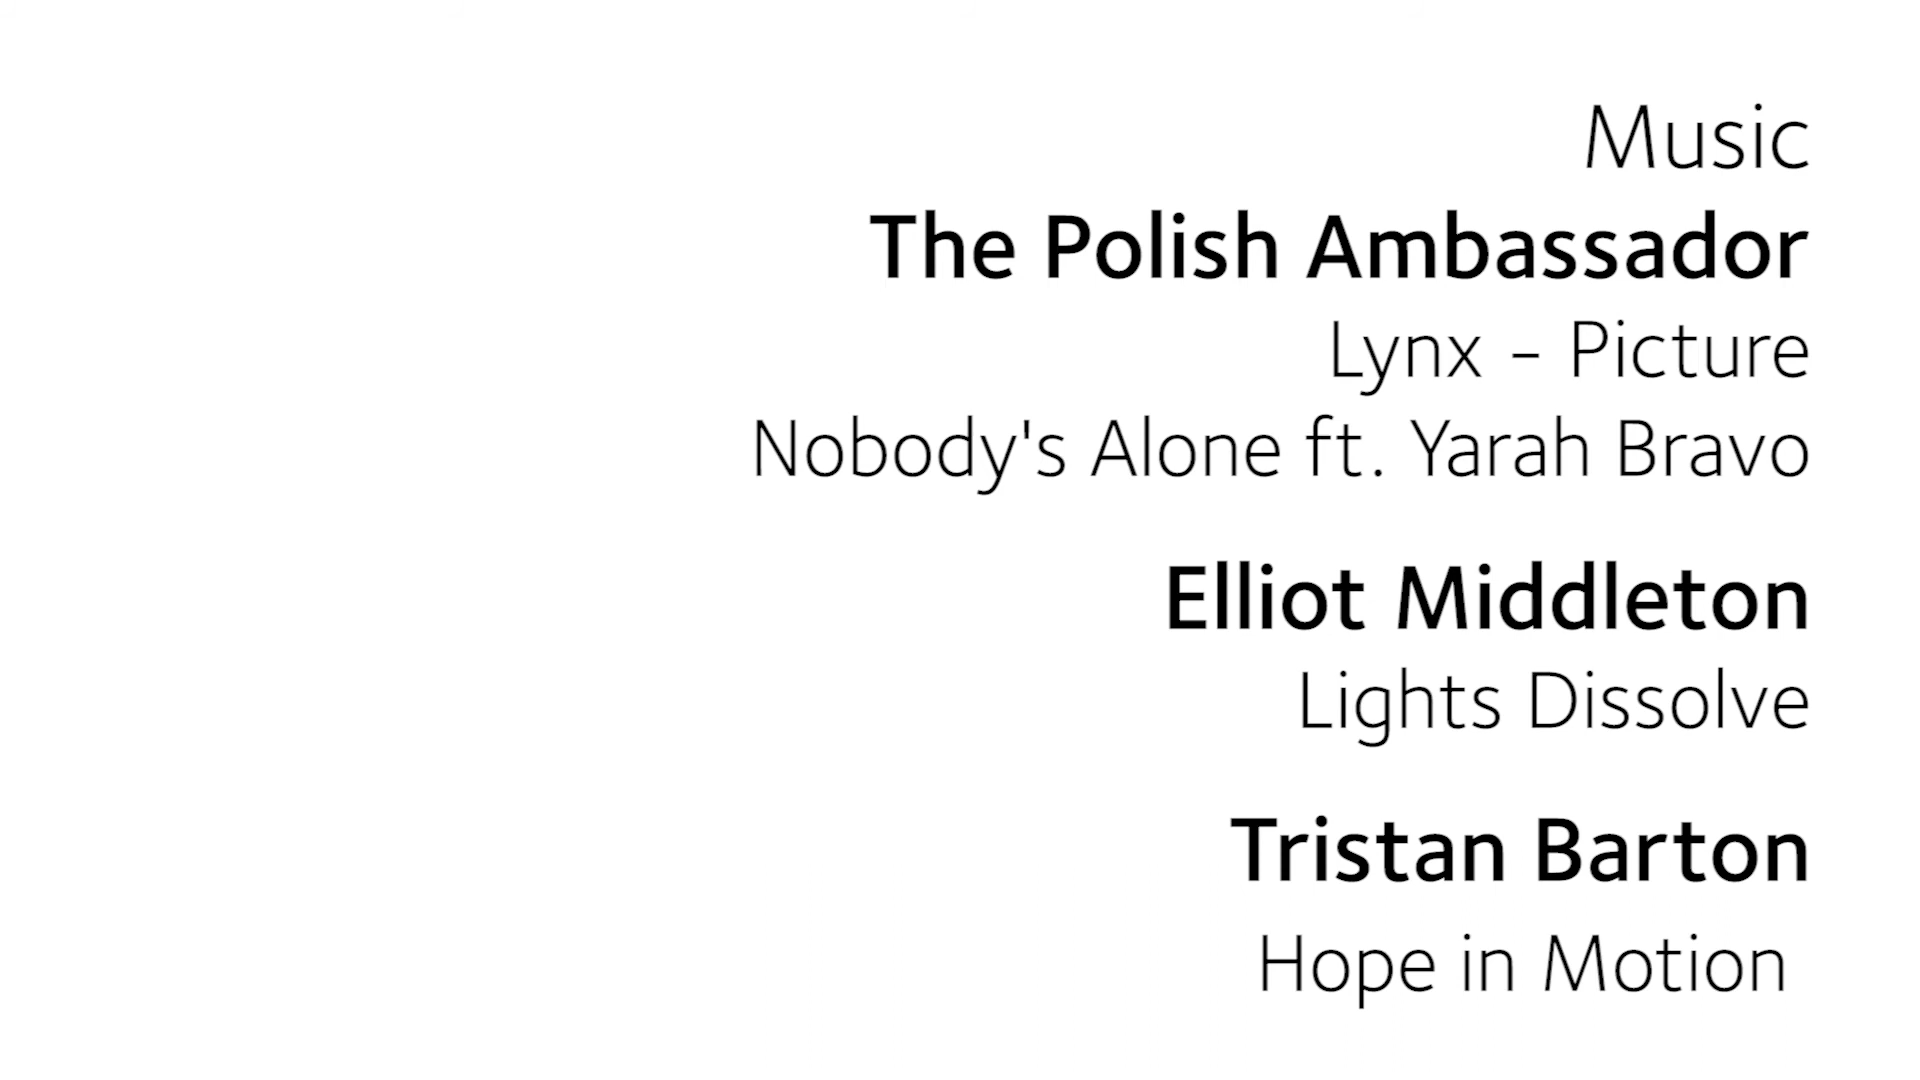 Music
The Polish Ambassador
Lynx - Picture
Nobody's Alone ft. Yarah Bravo
Elliot Middleton
Lights Dissolve
Tristan Barton
Hope in Motion